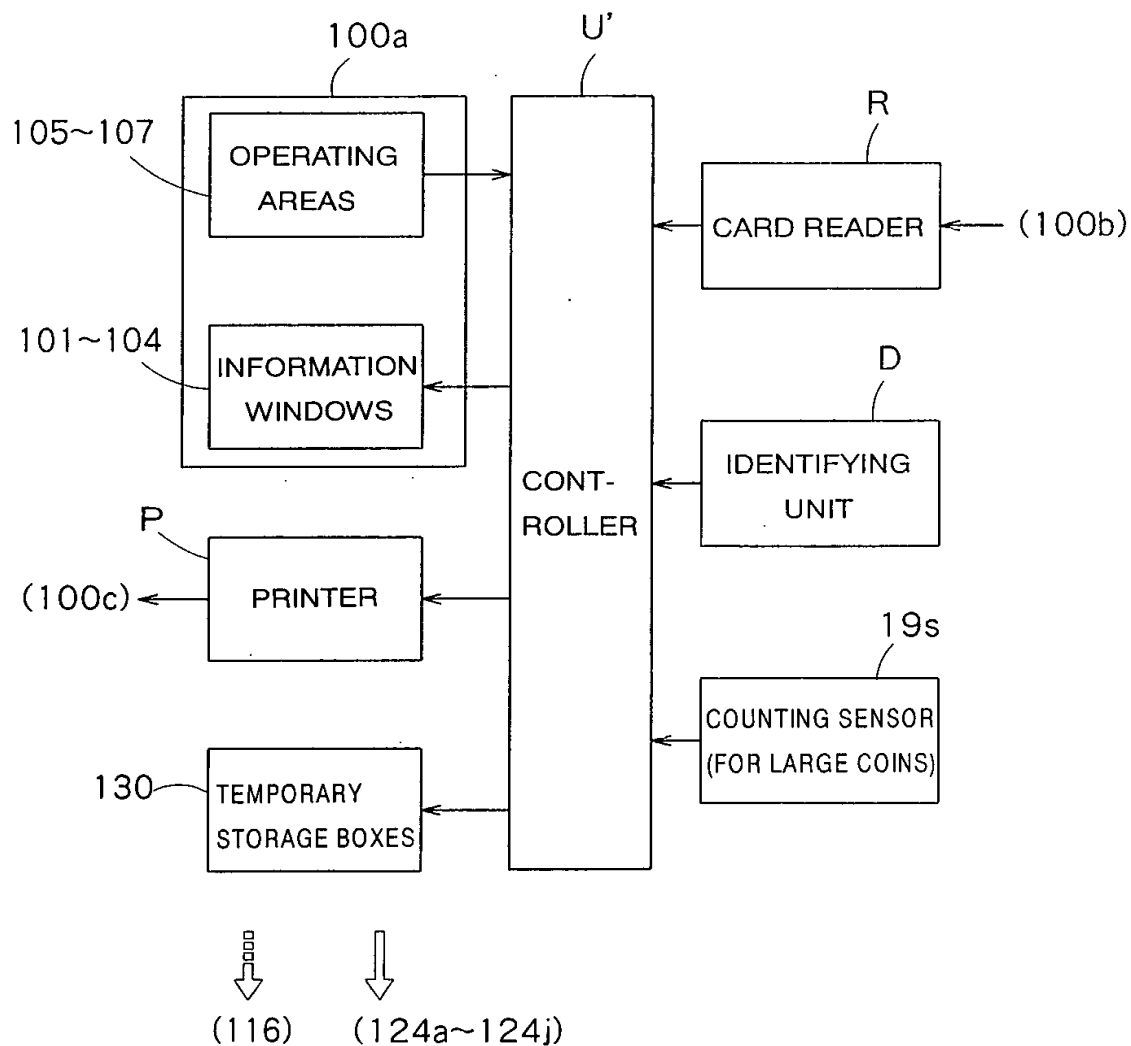 100a
U'
105~107
OPERATING
AREAS
R
CARD READER
(100b)
101~104
INFORMATION
WINDOWS
D
IDENTIFYING
UNIT
CONT-
ROLLER
P
PRINTER
(100c)
19s
COUNTING SENSOR
(FOR LARGE COINS)
130
TEMPORARY
STORAGE BOXES
(116)
(124a~124j)